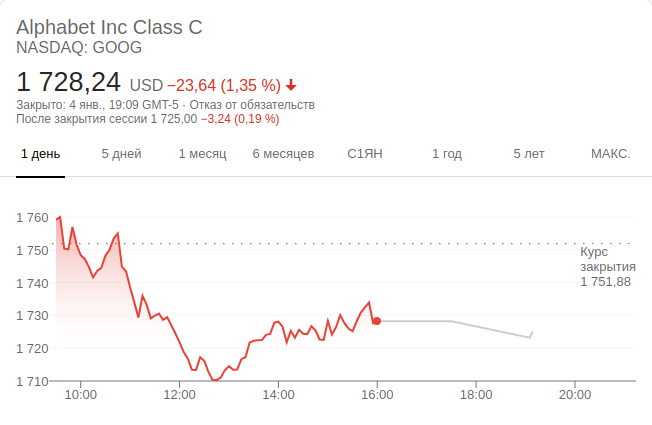 Alphabet Inc Class C
NASDAQ: GOOG
1 728,24 USD −23,64 (1,35 %)
Закрыто: 4 янв., 19:09 GMT-5 · Отказ от обязательств
После закрытия сессии 1 725,00 −3,24 (0,19 %)
1 день 5 дней 1 месяц 6 месяцев С1ЯН 1 год 5 лет МАКС.
1 760
1 750
1 740
1 730
1 720
1 710
Курс
закрытия
1 751,88
10:00 12:00 14:00 16:00 18:00 20:00